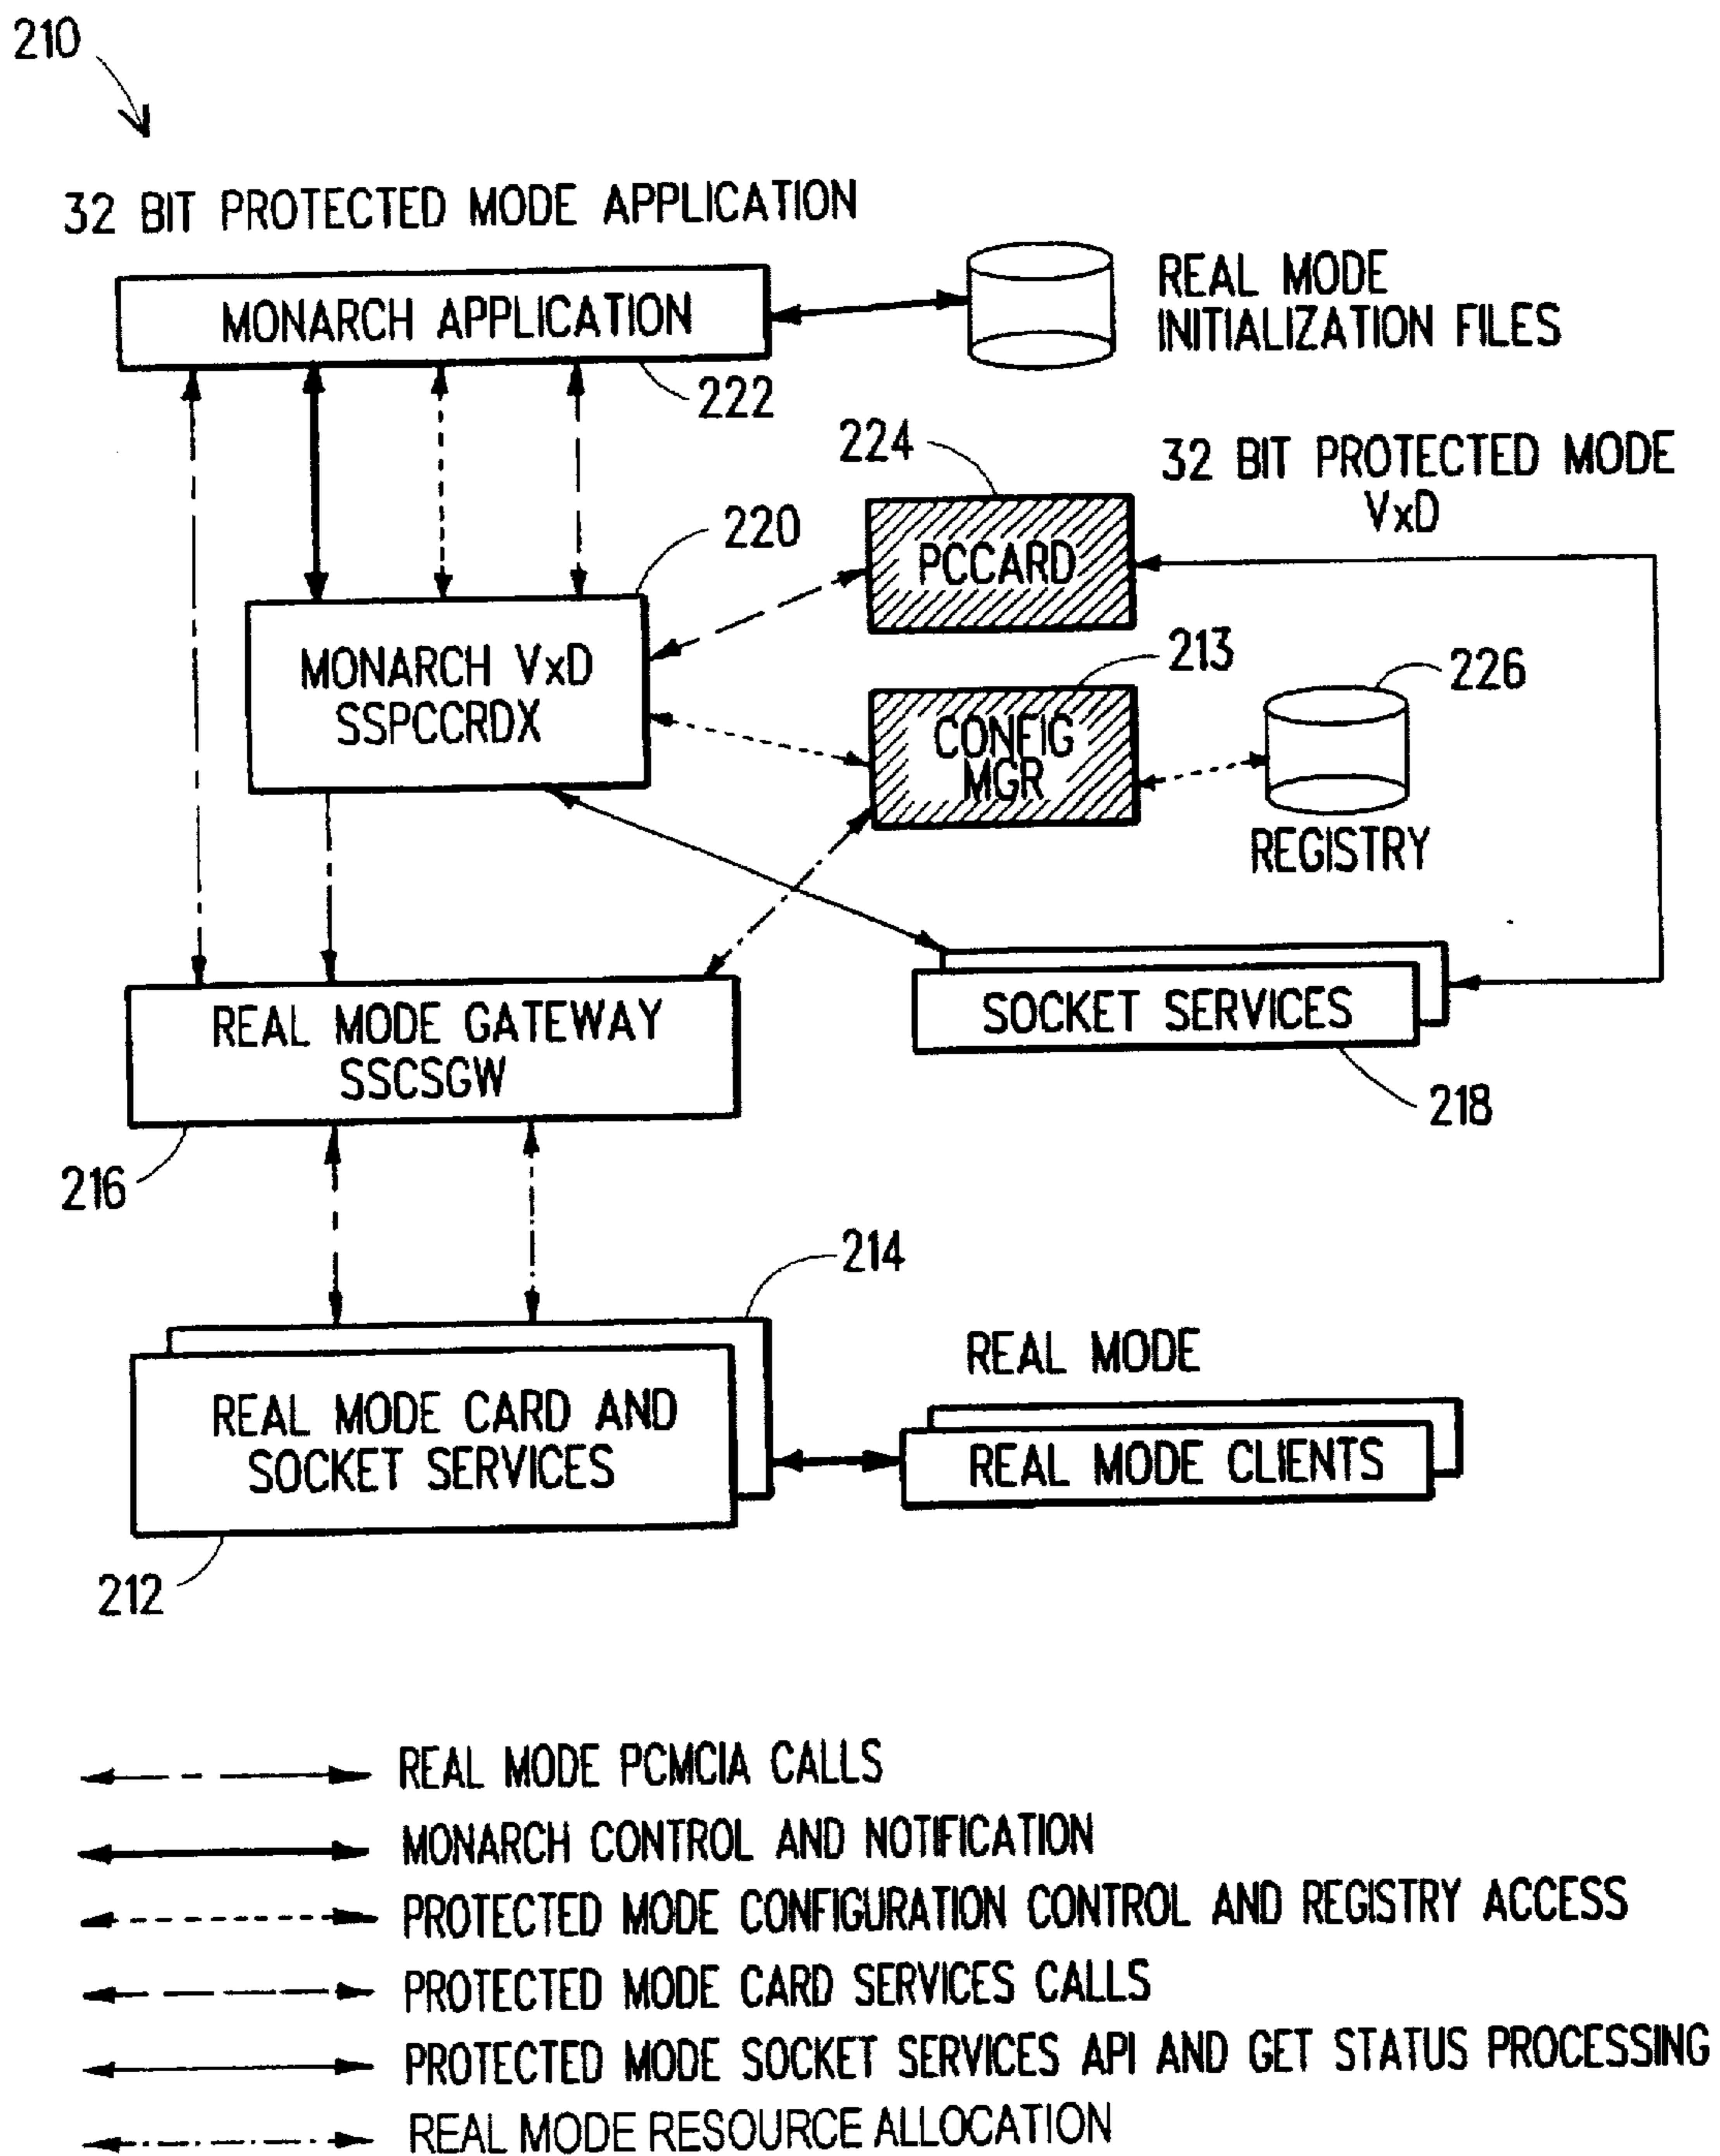 210
32 BIT PROTECTED MODE APPLICATION
MONARCH APPLICATION
REAL MODE
INITIALIZATION FILES
222
224
32 BIT PROTECTED MODE
VxD
220
PCCARD
MONARCH VxD
SSPCCRDX
213
226
CONFIG
MGR
REGISTRY
REAL MODE GATEWAY
SSCSGW
SOCKET SERVICES
218
216
214
REAL MODE
REAL MODE CARD AND
SOCKET SERVICES
REAL MODE CLIENTS
212
REAL MODE PCMCIA CALLS
MONARCH CONTROL AND NOTIFICATION
PROTECTED MODE CONFIGURATION CONTROL AND REGISTRY ACCESS
PROTECTED MODE CARD SERVICES CALLS
PROTECTED MODE SOCKET SERVICES API AND GET STATUS PROCESSING
REAL MODE RESOURCE ALLOCATION